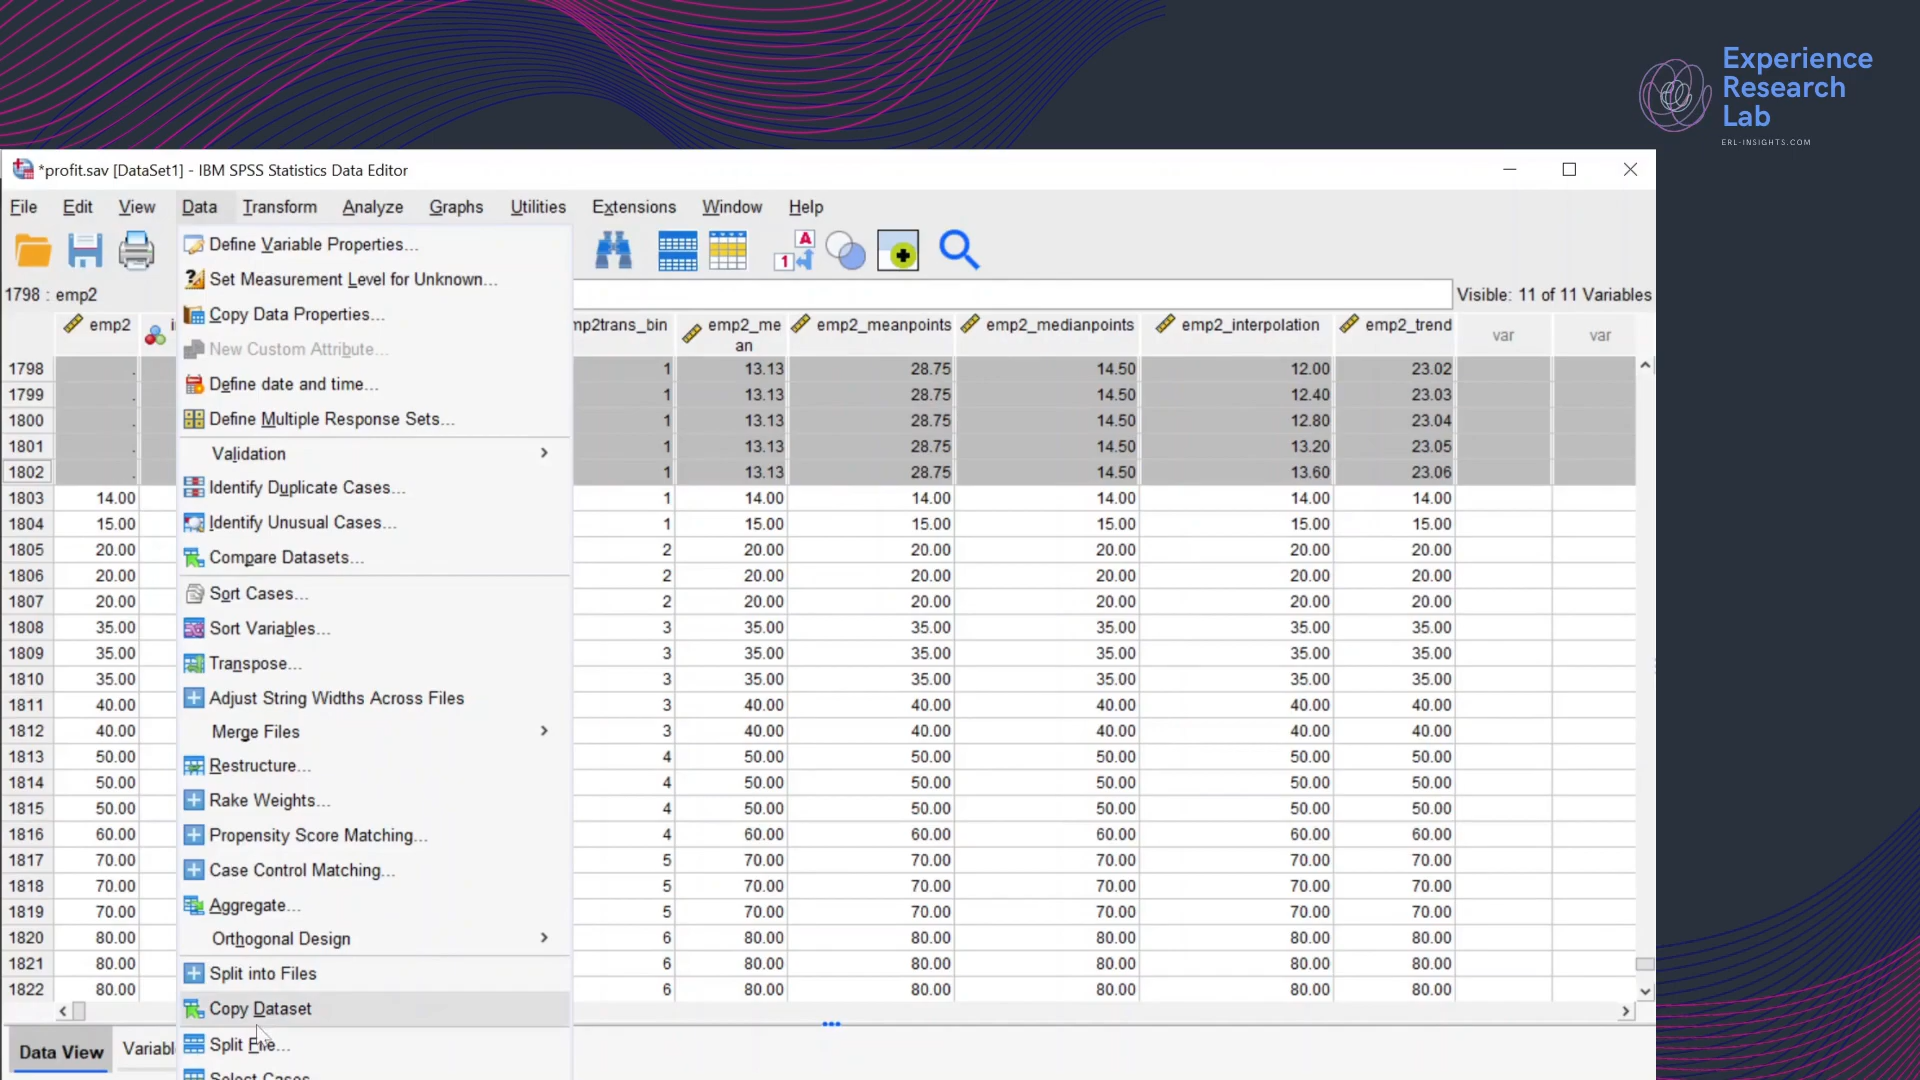 Experience
Research
Lab
ERL-INSIGHTS.COM
*profit.sav [DataSet1] - IBM SPSS Statistics Data Editor
File Edit View Data Transform Analyze Graphs Utilities Extensions Window Help
1798 : emp2
Visible: 11 of 11 Variables
Define Variable Properties...
Set Measurement Level for Unknown...
Copy Data Properties...
New Custom Attribute...
Define date and time...
Define Multiple Response Sets...
Validation
Identify Duplicate Cases...
Identify Unusual Cases...
Compare Datasets...
Sort Cases...
Sort Variables...
Transpose...
Adjust String Widths Across Files
Merge Files
Restructure...
Rake Weights...
Propensity Score Matching...
Case Control Matching...
Aggregate...
Orthogonal Design
Split into Files
Copy Dataset
Split File...
Select Cases
emp2 mp2trans_bin emp2_mean emp2_meanpoints emp2_medianpoints emp2_interpolation emp2_trend var var
1798 . 1 13.13 28.75 14.50 12.00 23.02
1799 . 1 13.13 28.75 14.50 12.40 23.03
1800 . 1 13.13 28.75 14.50 12.80 23.04
1801 . 1 13.13 28.75 14.50 13.20 23.05
1802 . 1 13.13 28.75 14.50 13.60 23.06
1803 14.00 1 14.00 14.00 14.00 14.00 14.00
1804 15.00 1 15.00 15.00 15.00 15.00 15.00
1805 20.00 2 20.00 20.00 20.00 20.00 20.00
1806 20.00 2 20.00 20.00 20.00 20.00 20.00
1807 20.00 2 20.00 20.00 20.00 20.00 20.00
1808 35.00 3 35.00 35.00 35.00 35.00 35.00
1809 35.00 3 35.00 35.00 35.00 35.00 35.00
1810 35.00 3 35.00 35.00 35.00 35.00 35.00
1811 40.00 3 40.00 40.00 40.00 40.00 40.00
1812 40.00 3 40.00 40.00 40.00 40.00 40.00
1813 50.00 4 50.00 50.00 50.00 50.00 50.00
1814 50.00 4 50.00 50.00 50.00 50.00 50.00
1815 50.00 4 50.00 50.00 50.00 50.00 50.00
1816 60.00 4 60.00 60.00 60.00 60.00 60.00
1817 70.00 5 70.00 70.00 70.00 70.00 70.00
1818 70.00 5 70.00 70.00 70.00 70.00 70.00
1819 70.00 5 70.00 70.00 70.00 70.00 70.00
1820 80.00 6 80.00 80.00 80.00 80.00 80.00
1821 80.00 6 80.00 80.00 80.00 80.00 80.00
1822 80.00 6 80.00 80.00 80.00 80.00 80.00
Data View Variabl